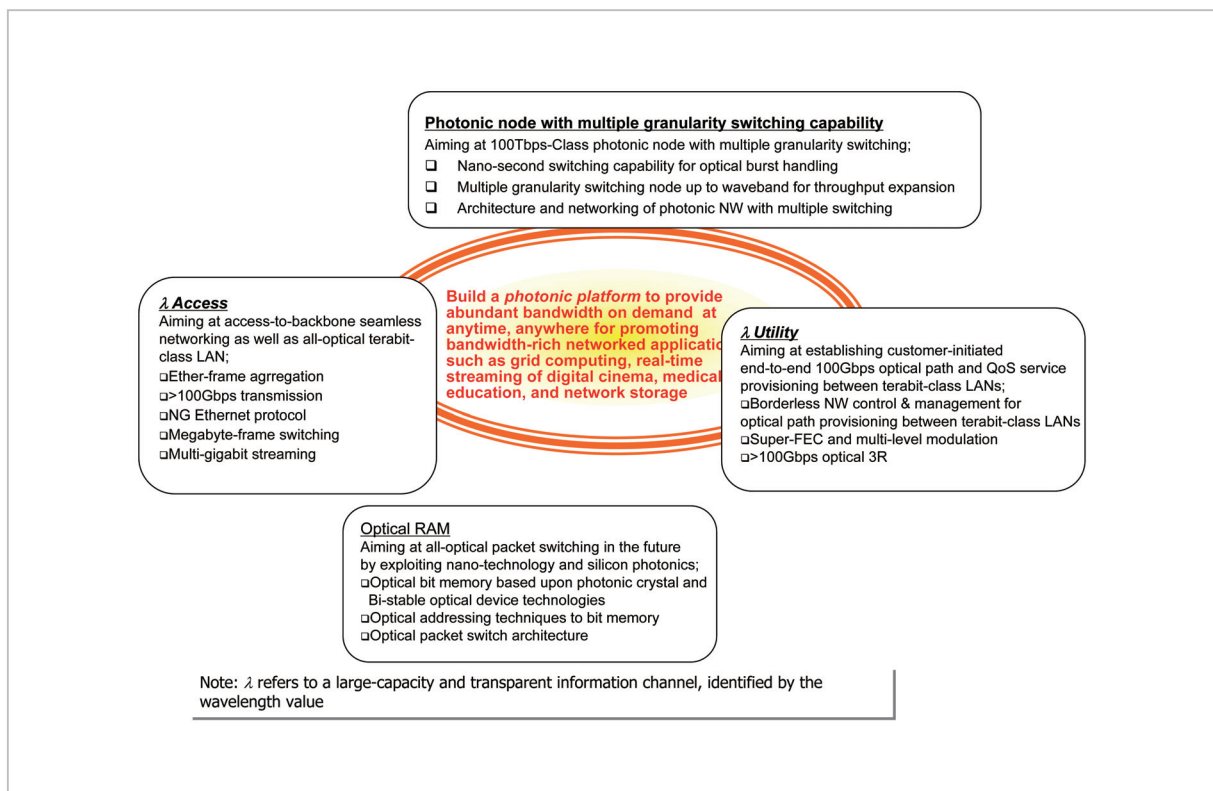 Photonic node with multiple granularity switching capability
Aiming at 100Tbps-Class photonic node with multiple granularity switching;
❑ Nano-second switching capability for optical burst handling
❑ Multiple granularity switching node up to waveband for throughput expansion
❑ Architecture and networking of photonic NW with multiple switching
λ Access
Aiming at access-to-backbone seamless
networking as well as all-optical terabit-
class LAN;
❑Ether-frame agrregation
❑>100Gbps transmission
❑NG Ethernet protocol
❑Megabyte-frame switching
❑Multi-gigabit streaming
Build a photonic platform to provide
abundant bandwidth on demand at
anytime, anywhere for promoting
bandwidth-rich networked applicatio
such as grid computing, real-time
streaming of digital cinema, medical
education, and network storage
λ Utility
Aiming at establishing customer-initiated
end-to-end 100Gbps optical path and QoS service
provisioning between terabit-class LANs;
❑Borderless NW control & management for
optical path provisioning between terabit-class LANs
❑Super-FEC and multi-level modulation
❑>100Gbps optical 3R
Optical RAM
Aiming at all-optical packet switching in the future
by exploiting nano-technology and silicon photonics;
❑Optical bit memory based upon photonic crystal and
Bi-stable optical device technologies
❑Optical addressing techniques to bit memory
❑Optical packet switch architecture
Note: λ refers to a large-capacity and transparent information channel, identified by the
wavelength value